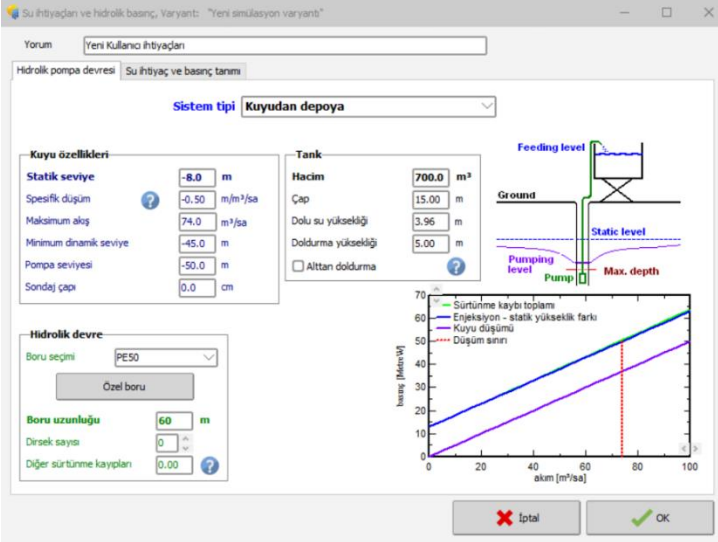 Su ihtiyaçları ve hidrolik basınç, Varyant: "Yeni simülasyon varyantı"
Yorum Yeni Kullanıcı ihtiyaçları
Hidrolik pompa devresi Su ihtiyaç ve basınç tanımı
Sistem tipi Kuyudan depoya
Kuyu özellikleri
Statik seviye -8.0 m
Spesifik düşüm ? -0.50 m/m³/sa
Maksimum akış 74.0 m³/sa
Minimum dinamik seviye -45.0 m
Pompa seviyesi -50.0 m
Sondaj çapı 0.0 cm
Tank
Hacim 700.0 m³
Çap 15.00 m
Dolu su yüksekliği 3.96 m
Doldurma yüksekliği 5.00 m
Alttan doldurma ?
Feeding level
Ground
Static level
Pumping level
Pump
Max. depth
Hidrolik devre
Boru seçimi PE50
Özel boru
Boru uzunluğu 60 m
Dirsek sayısı 0
Diğer sürtünme kayıpları 0.00 ?
Sürtünme kaybı toplamı
Enjeksiyon - statik yükseklik farkı
Kuyu düşümü
Düşüm sınırı
basınç [MetreW]
70
60
50
40
30
20
10
0
0 20 40 60 80 100
akım [m³/sa]
İptal OK